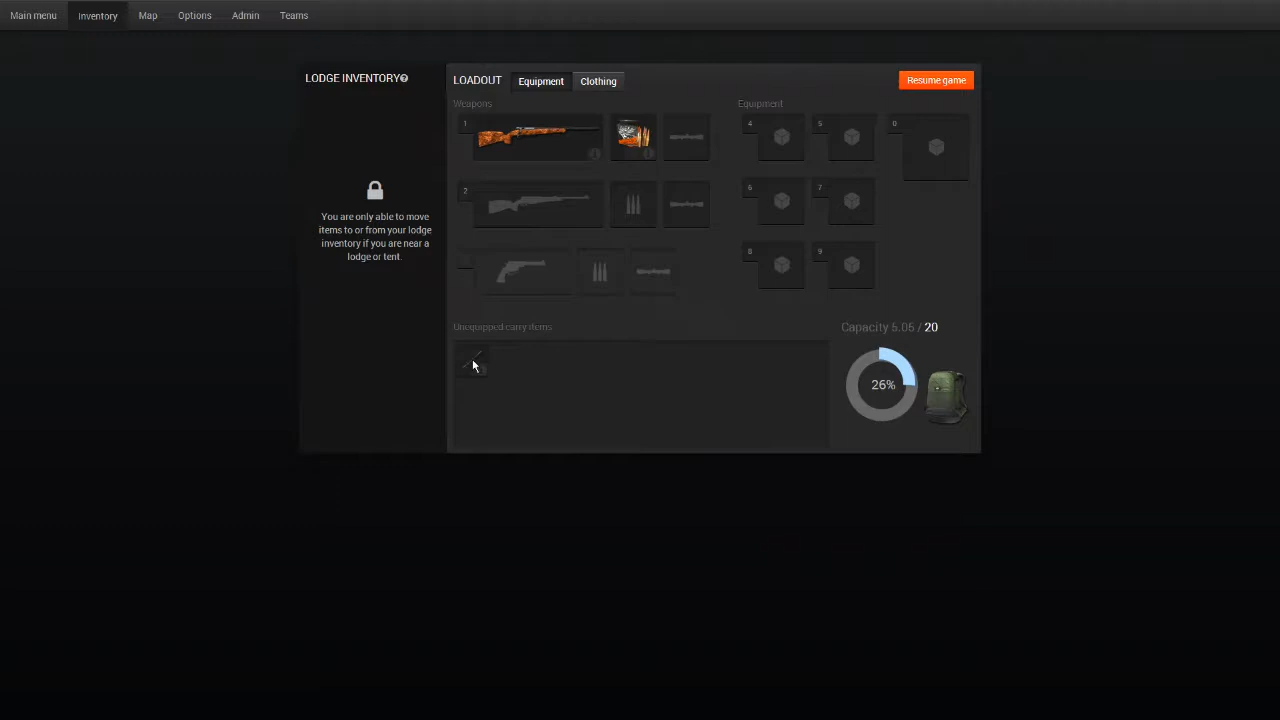 Main menu Inventory Map Options Admin Teams
LODGE INVENTORY
You are only able to move
items to or from your lodge
inventory if you are near a
lodge or tent.
LOADOUT Equipment Clothing Resume game
Weapons Equipment
1
2
4 5 0
6 7
8 9
Unequipped carry items
Capacity 5.05 / 20
26%